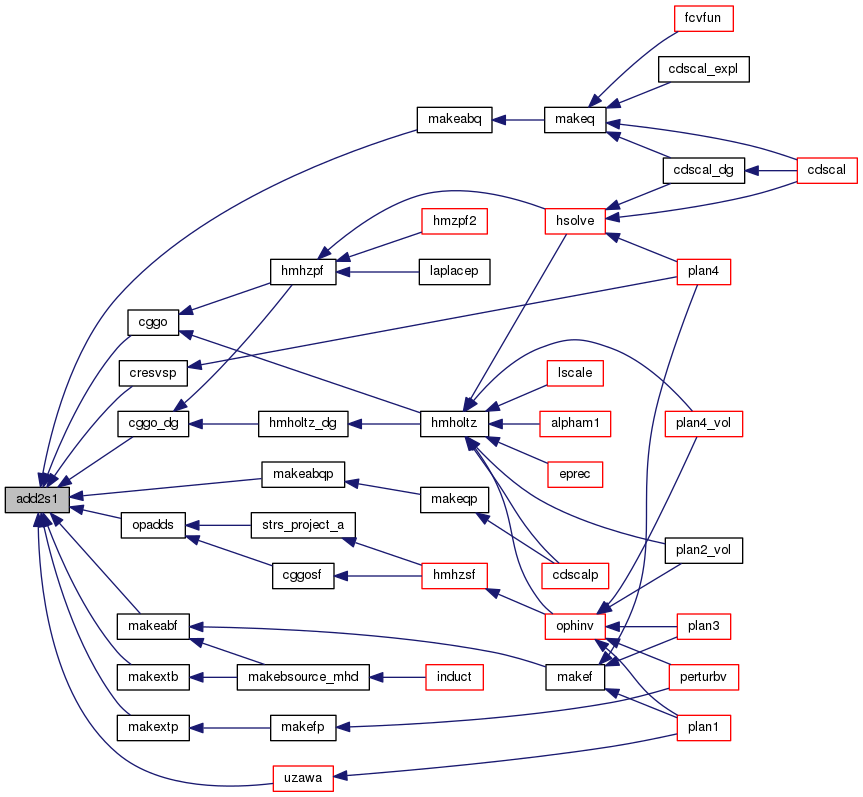 fcvfun
cdscal_expl
makeabq
makeq
cdscal_dg
cdscal
hmzpf2
hsolve
hmhzpf
laplacep
plan4
cggo
cresvsp
lscale
cggo_dg
hmholtz_dg
hmholtz
alpham1
plan4_vol
makeabqp
eprec
add2s1
makeqp
opadds
strs_project_a
plan2_vol
cggosf
hmhzsf
cdscalp
makeabf
ophinv
plan3
makextb
makebsource_mhd
induct
makef
perturbv
makextp
makefp
plan1
uzawa